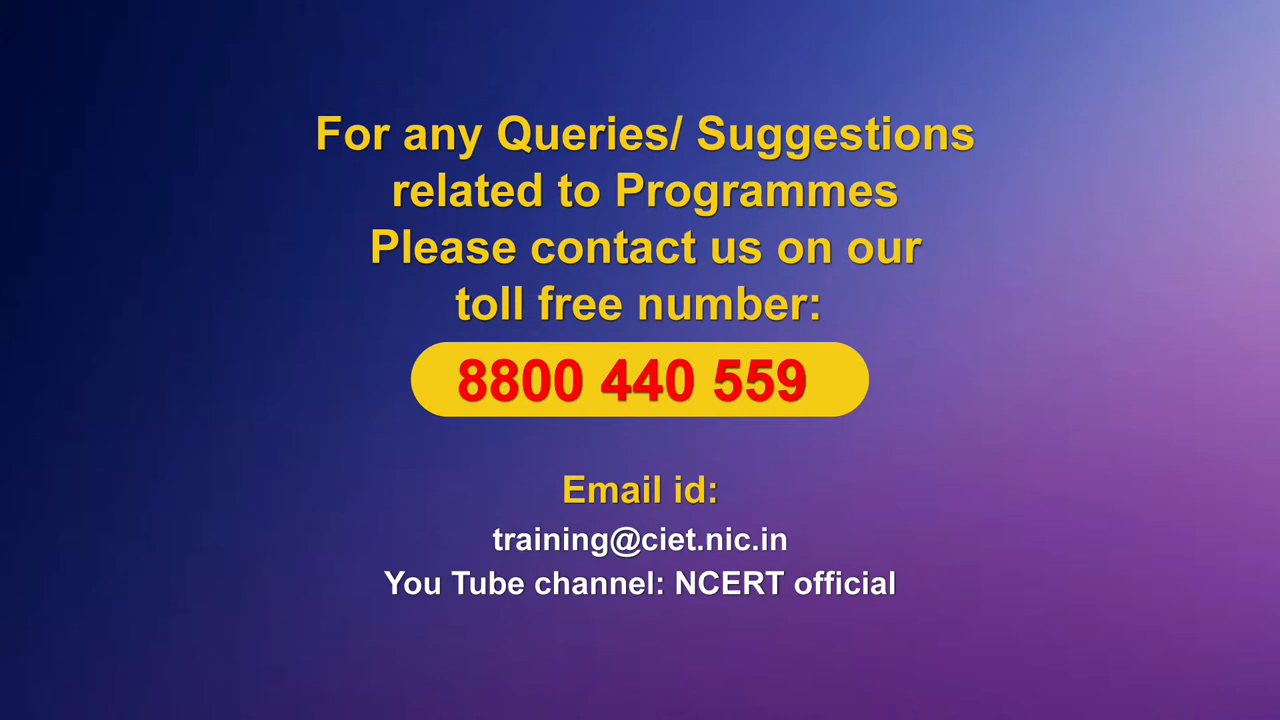 For any Queries/ Suggestions
related to Programmes
Please contact us on our
toll free number:
8800 440 559
Email id:
training@ciet.nic.in
You Tube channel: NCERT official